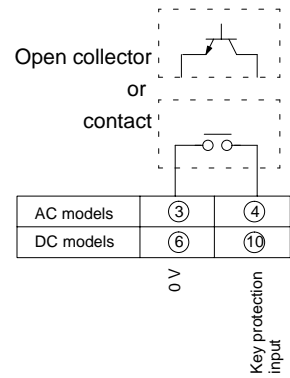 Open collector
or
contact
AC models 3 4
DC models 6 10
0 V
Key protection
input